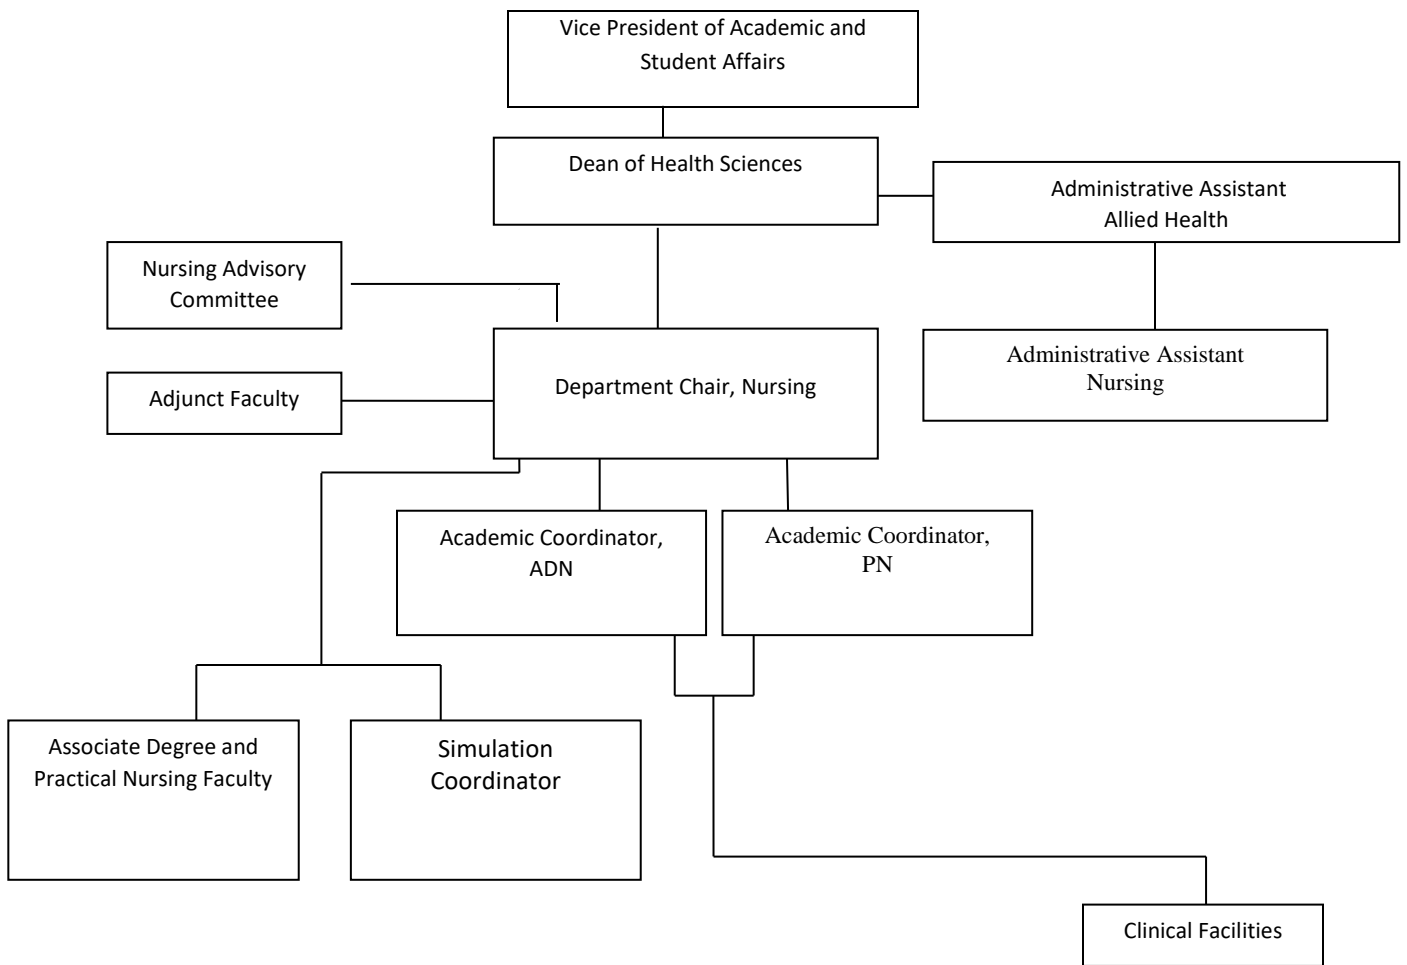 Vice President of Academic and
Student Affairs
Dean of Health Sciences
Administrative Assistant
Allied Health
Nursing Advisory
Committee
Administrative Assistant
Nursing
Department Chair, Nursing
Adjunct Faculty
Academic Coordinator,
ADN
Academic Coordinator,
PN
Associate Degree and
Practical Nursing Faculty
Simulation
Coordinator
Clinical Facilities